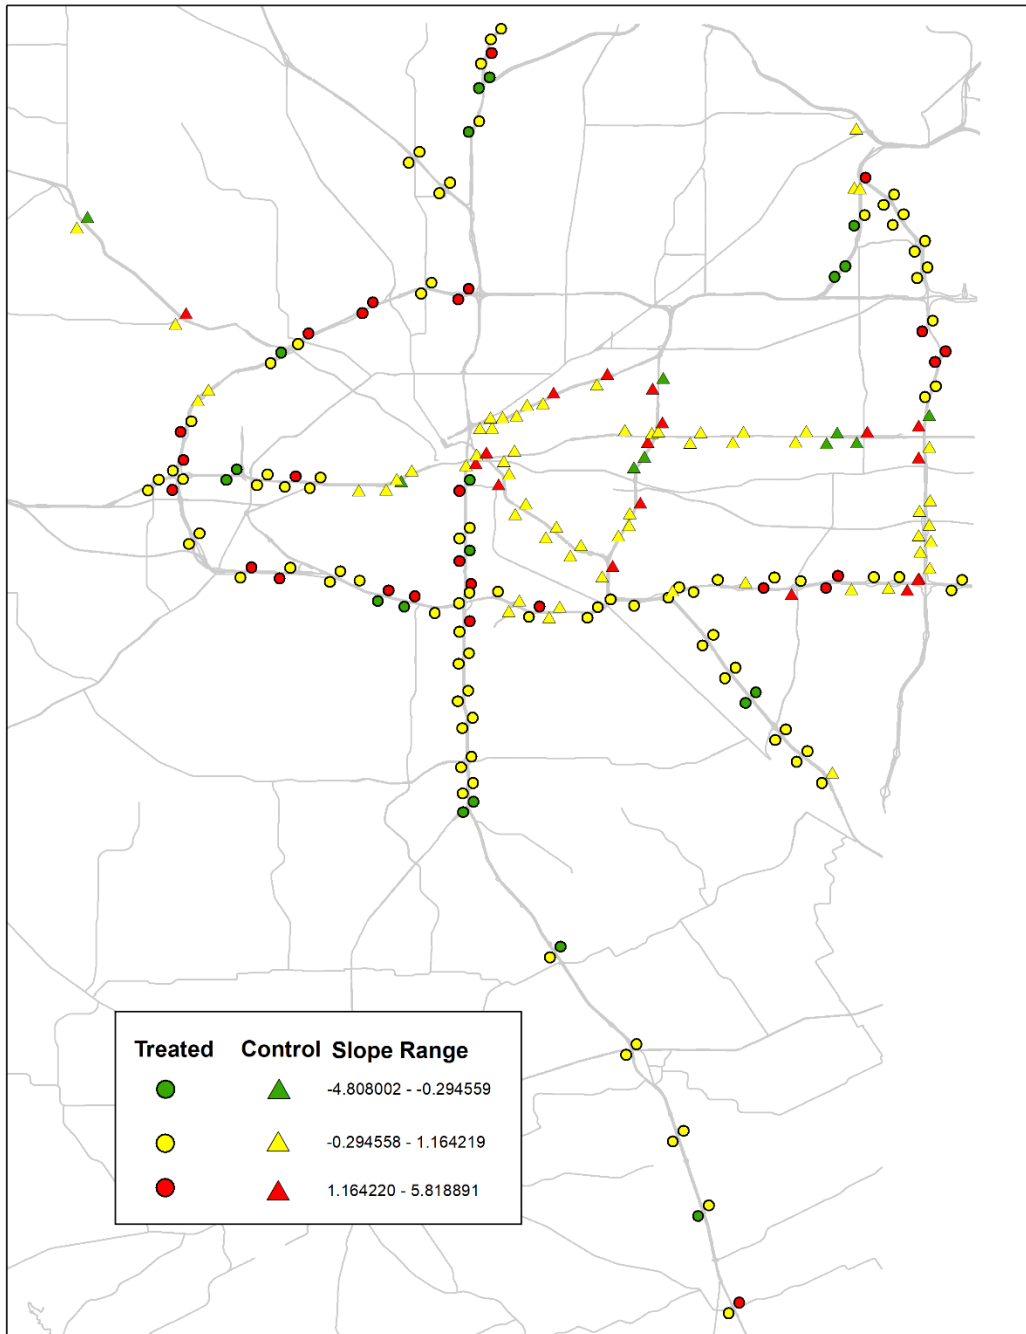 Treated Control Slope Range
-4.808002 - -0.294559
-0.294558 - 1.164219
1.164220 - 5.818891